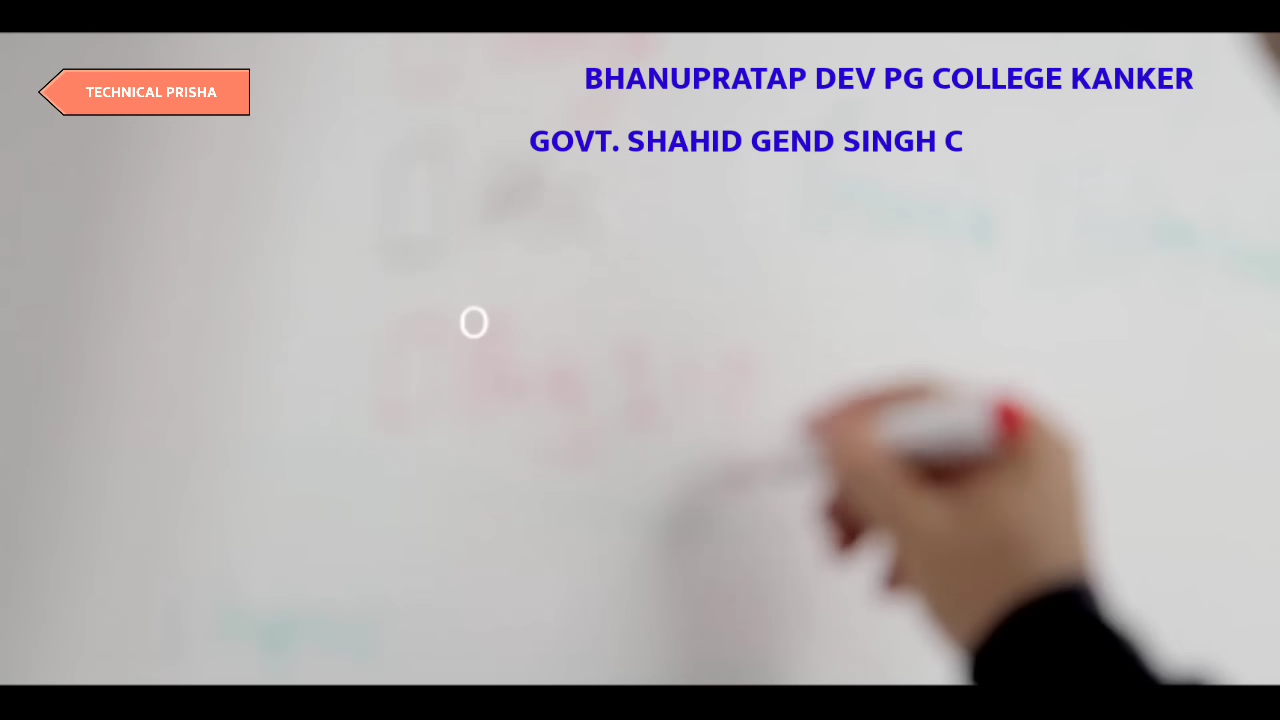 TECHNICAL PRISHA
BHANUPRATAP DEV PG COLLEGE KANKER
GOVT. SHAHID GEND SINGH C
O